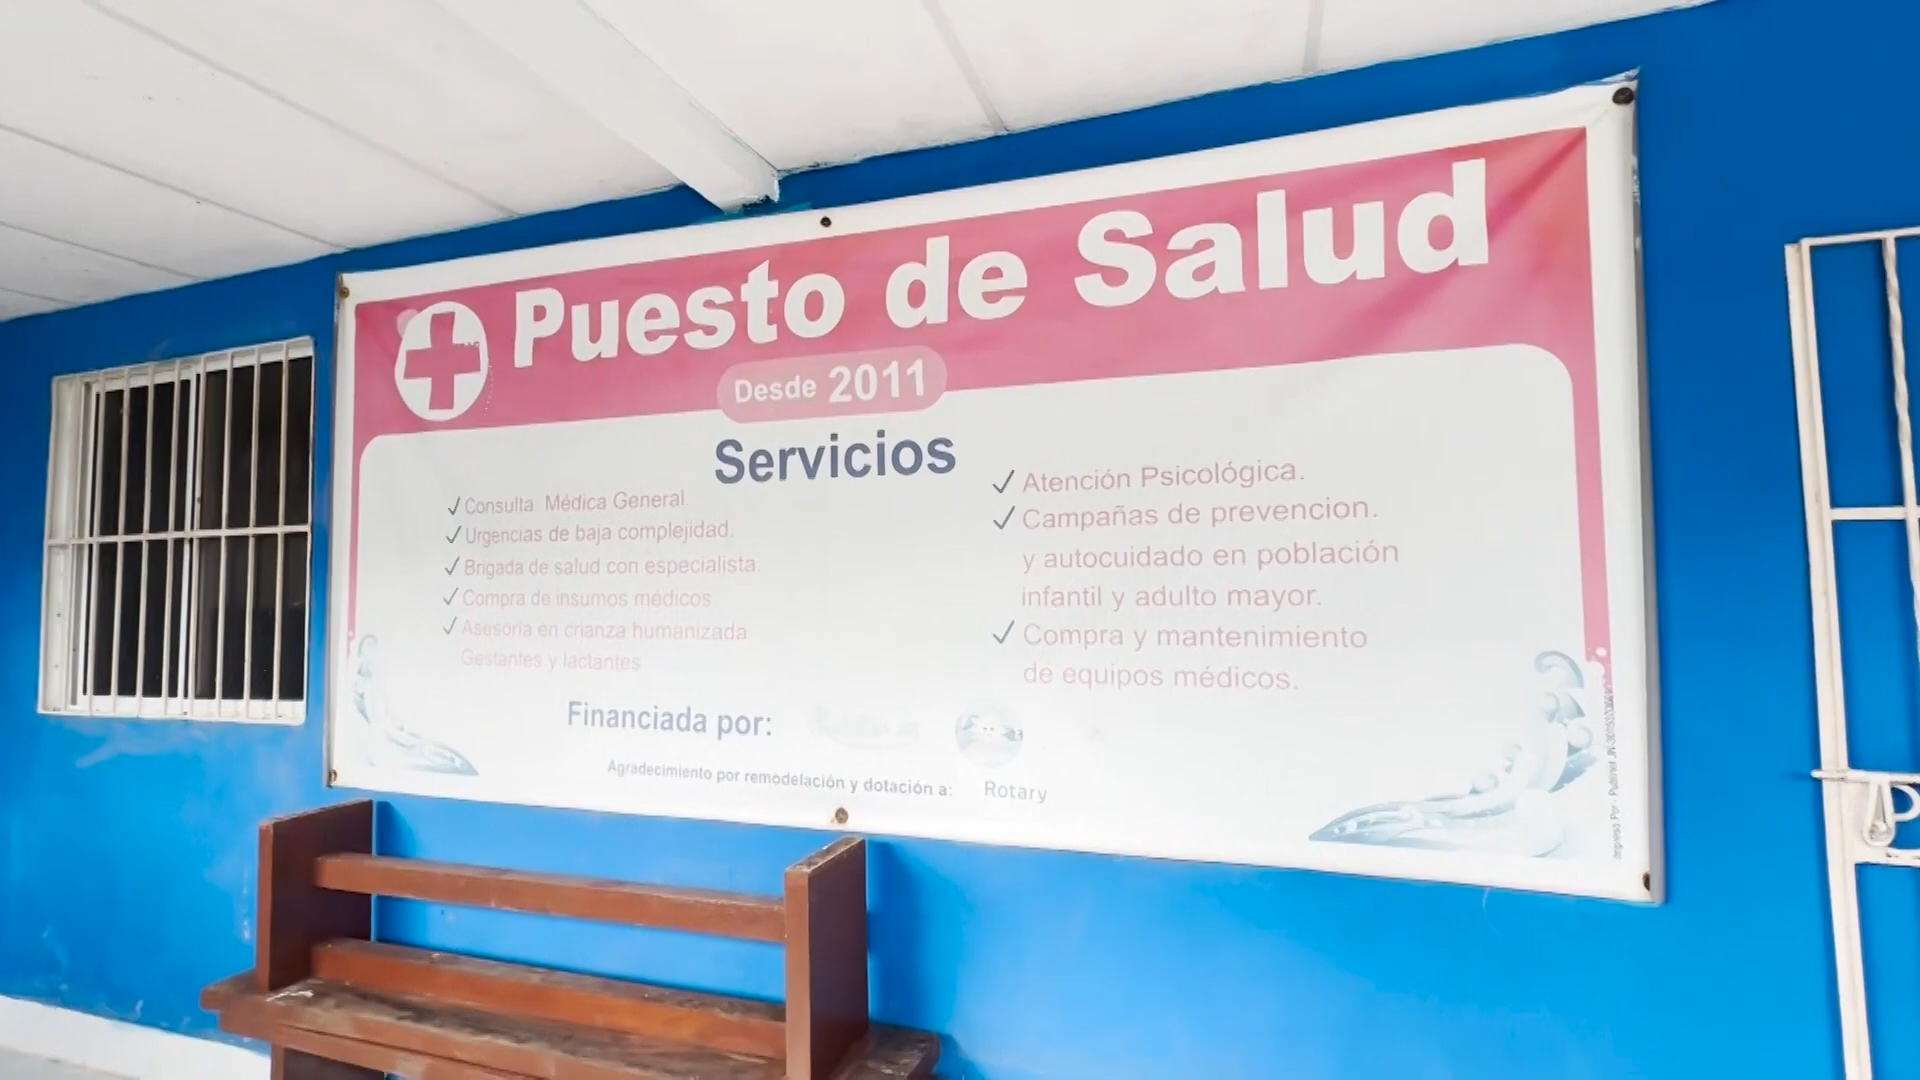 Puesto de Salud
Desde 2011
Servicios
Consulta Médica General.
Urgencias de baja complejidad.
Brigada de salud con especialista.
Compra de insumos médicos
Asesoria en crianza humanizada
Gestantes y lactantes
Atención Psicológica.
Campañas de prevencion.
y autocuidado en población
infantil y adulto mayor.
Compra y mantenimiento
de equipos médicos.
Financiada por:
Agradecimiento por remodelación y dotación a: Rotary